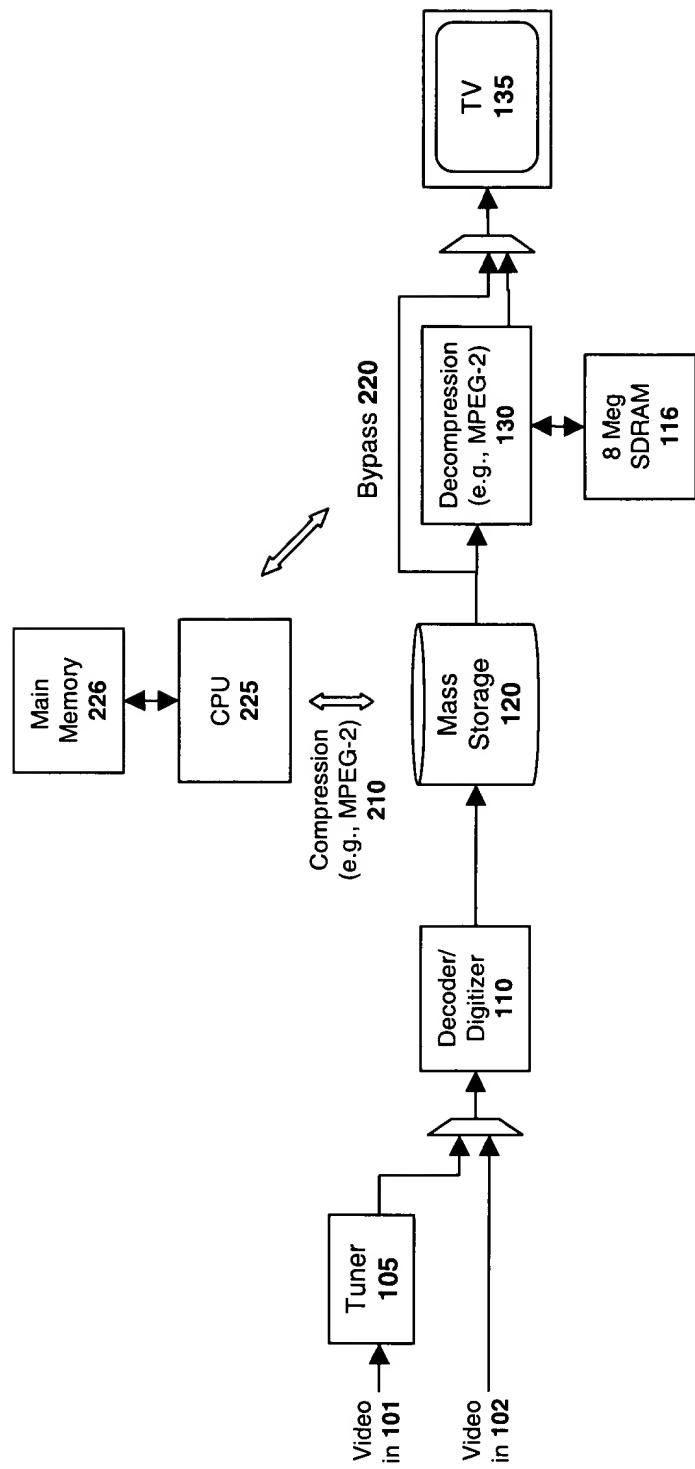 Video
in 101
Video
in 102
Tuner
105
Decoder/
Digitizer
110
Main
Memory
226
CPU
225
Compression
(e.g., MPEG-2)
210
Mass
Storage
120
Bypass 220
Decompression
(e.g., MPEG-2)
130
8 Meg
SDRAM
116
TV
135